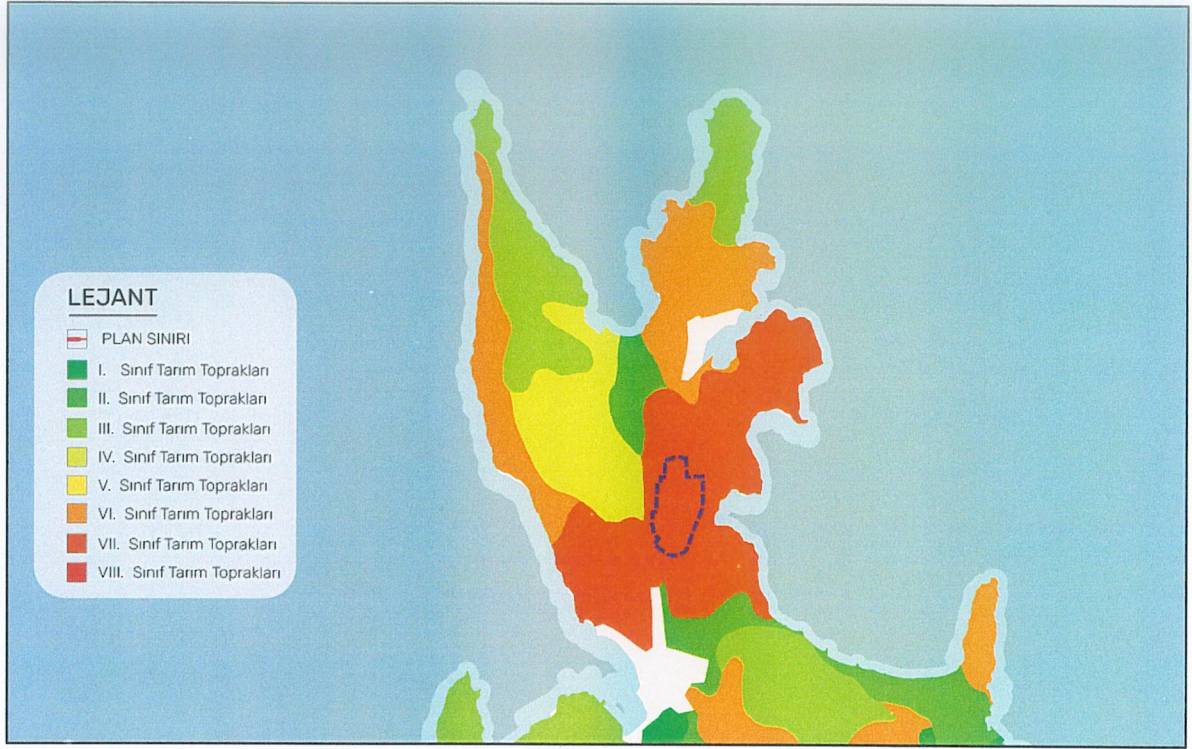 LEJANT
PLAN SINIRI
I. Sınıf Tarım Toprakları
II. Sınıf Tarım Toprakları
III. Sınıf Tarım Toprakları
IV. Sınıf Tarım Toprakları
V. Sınıf Tarım Toprakları
VI. Sınıf Tarım Toprakları
VII. Sınıf Tarım Toprakları
VIII. Sınıf Tarım Toprakları